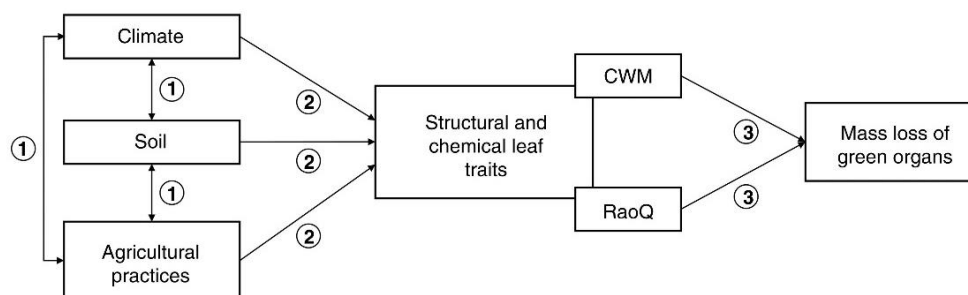 Climate
1
Soil
1
1
Agricultural
practices
2
2
2
Structural and
chemical leaf
traits
CWM
RaoQ
3
3
Mass loss of
green organs